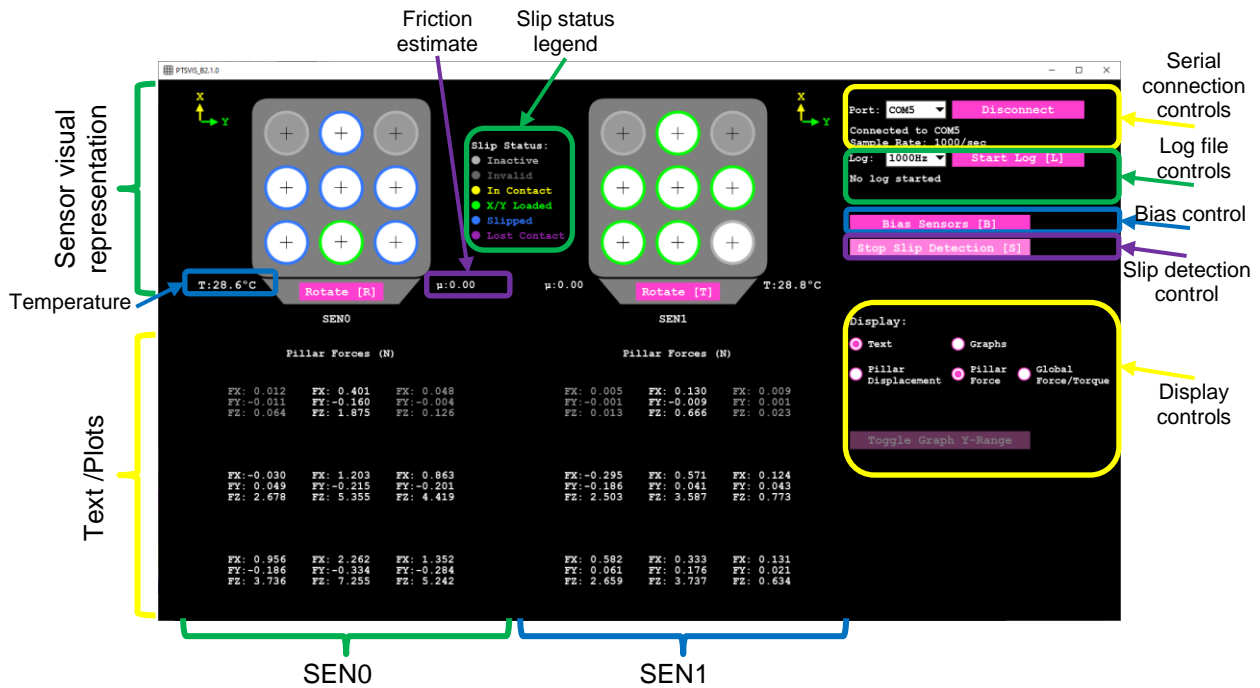 Friction
estimate
Slip status
legend
Serial
connection
controls
Log file
controls
Bias control
Slip detection
control
Display
controls
Sensor visual
representation
Temperature
Text /Plots
PTSVIS_B2.1.0
X
Y
Slip Status:
Inactive
Invalid
In Contact
X/Y Loaded
Slipped
Lost Contact
X
Y
T:28.6°C
Rotate [R]
μ:0.00
μ:0.00
Rotate [T]
T:28.8°C
SEN0
SEN1
Port: COM5 Disconnect
Connected to COM5
Sample Rate: 1000/sec
Log: 1000Hz Start Log [L]
No log started
Bias Sensors [B]
Stop Slip Detection [S]
Display:
Text Graphs
Pillar Displacement
Pillar Force
Global Force/Torque
Toggle Graph Y-Range
Pillar Forces (N)
FX: 0.012 FX: 0.401 FX: 0.048
FY:-0.011 FY:-0.160 FY:-0.004
FZ: 0.064 FZ: 1.875 FZ: 0.126
FX:-0.030 FX: 1.203 FX: 0.863
FY: 0.049 FY:-0.215 FY:-0.201
FZ: 2.678 FZ: 5.355 FZ: 4.419
FX: 0.956 FX: 2.262 FX: 1.352
FY:-0.186 FY:-0.334 FY:-0.284
FZ: 3.736 FZ: 7.255 FZ: 5.242
Pillar Forces (N)
FX: 0.005 FX: 0.130 FX: 0.009
FY:-0.001 FY:-0.009 FY: 0.001
FZ: 0.013 FZ: 0.666 FZ: 0.023
FX:-0.295 FX: 0.571 FX: 0.124
FY:-0.186 FY: 0.041 FY: 0.043
FZ: 2.503 FZ: 3.587 FZ: 0.773
FX: 0.582 FX: 0.333 FX: 0.131
FY: 0.061 FY: 0.176 FY: 0.021
FZ: 2.659 FZ: 3.737 FZ: 0.634
SEN0
SEN1